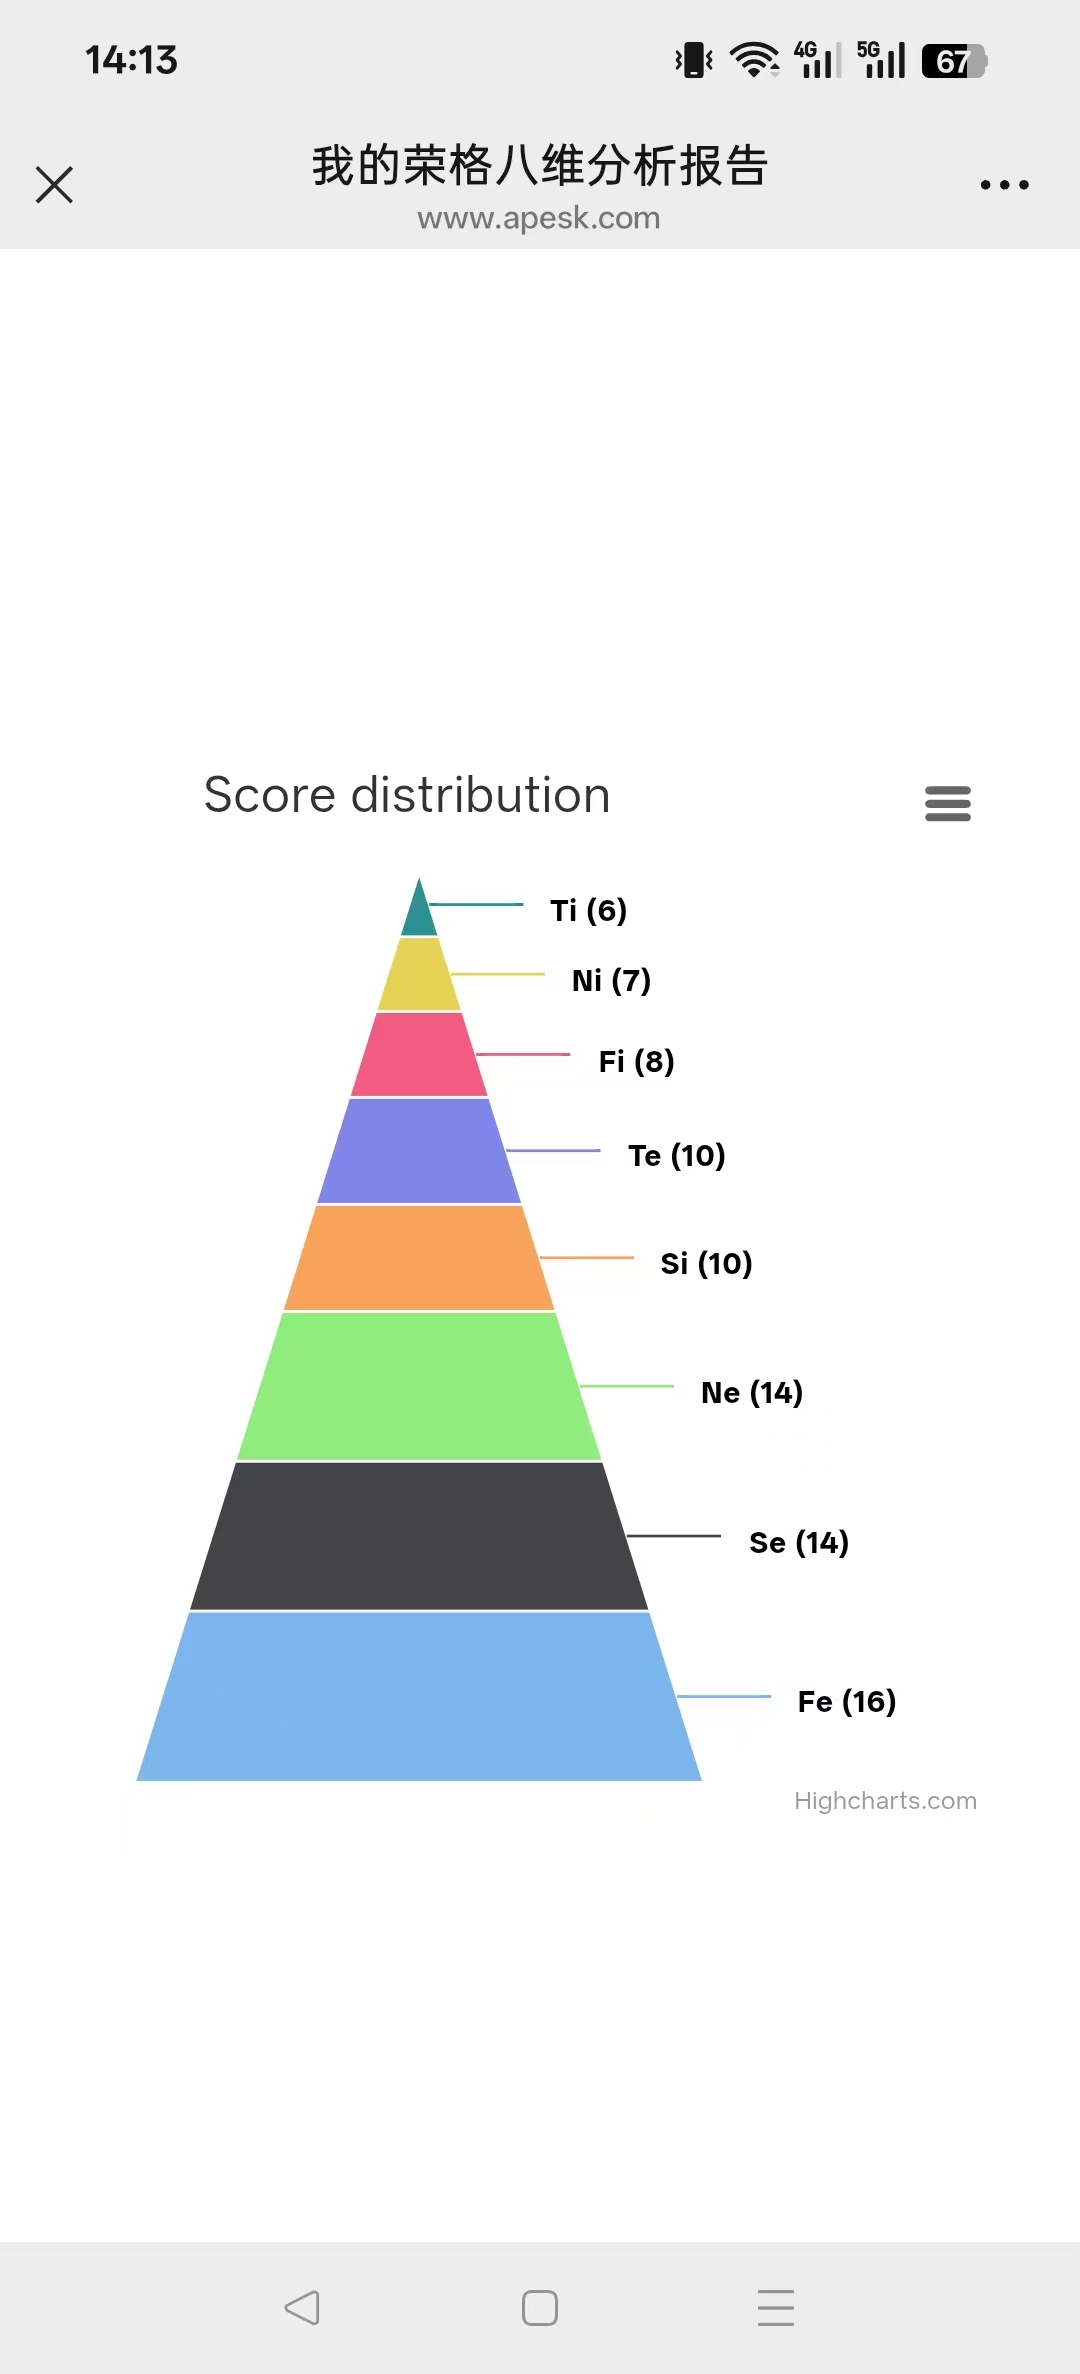 14:13
4G
5G
67
我的荣格八维分析报告
www.apesk.com
Score distribution
Ti (6)
Ni (7)
Fi (8)
Te (10)
Si (10)
Ne (14)
Se (14)
Fe (16)
Highcharts.com